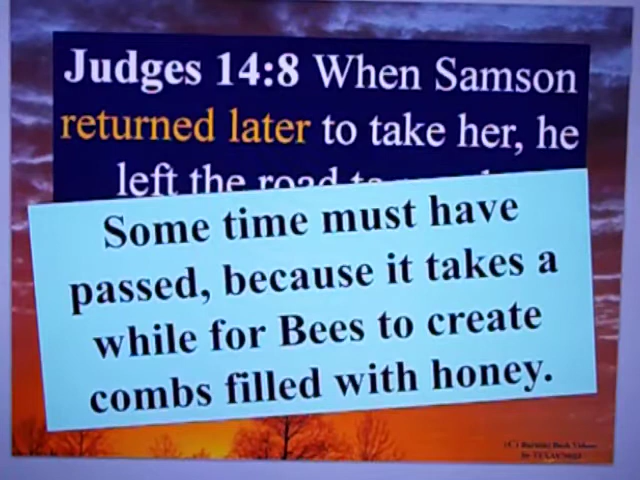 Judges 14:8 When Samson
returned later to take her, he
left the road to
Some time must have
passed, because it takes a
while for Bees to create
combs filled with honey.